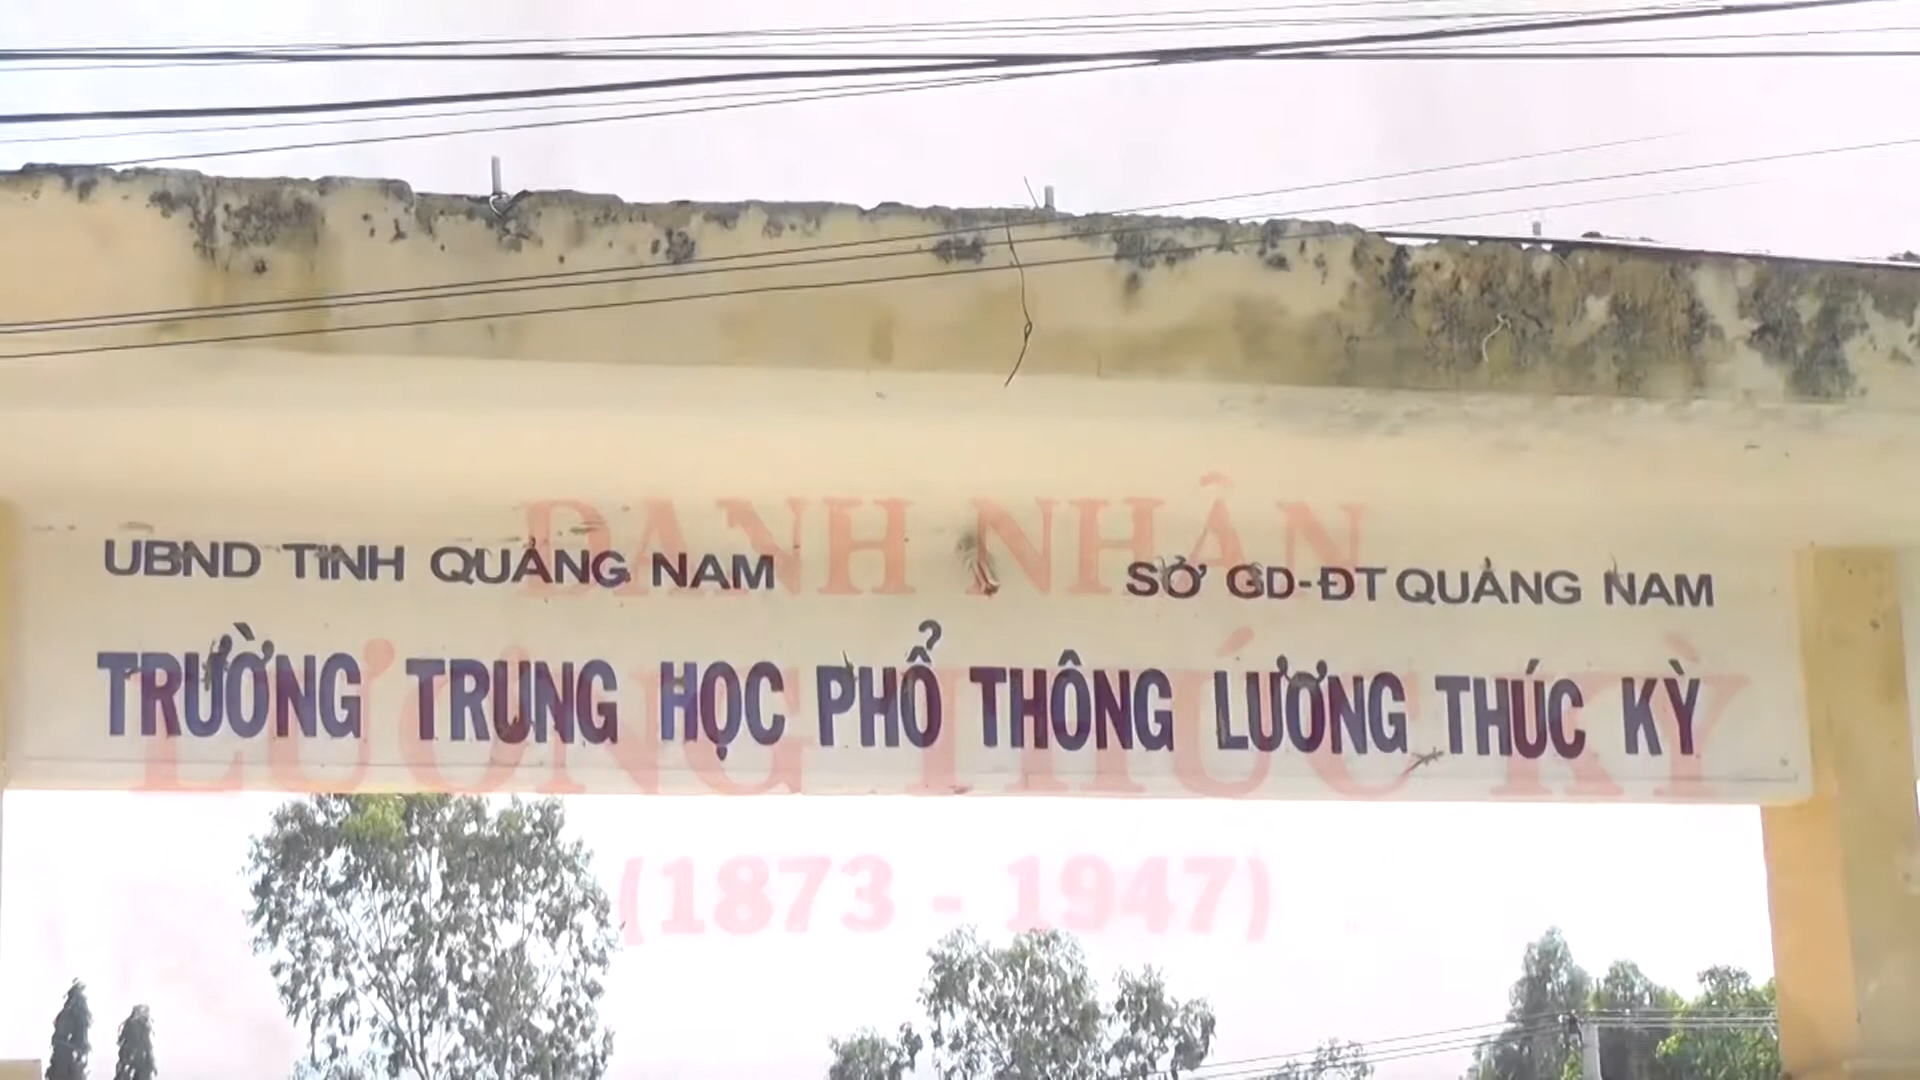 DANH NHÂN
UBND TỈNH QUẢNG NAM
SỞ GD-ĐT QUẢNG NAM
TRƯỜNG TRUNG HỌC PHỔ THÔNG LƯƠNG THÚC KỲ
LƯƠNG THÚC KỲ
(1873 - 1947)